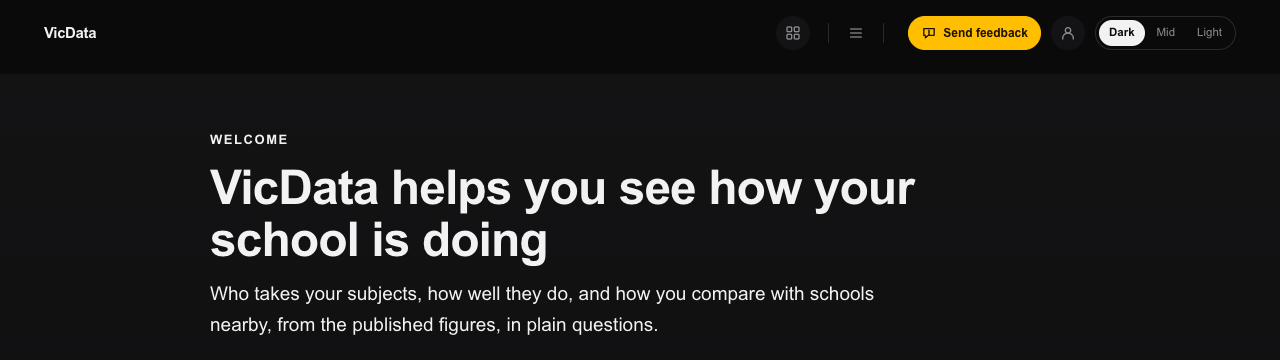 VicData
Send feedback
Dark
Mid
Light
WELCOME
VicData helps you see how your
school is doing
Who takes your subjects, how well they do, and how you compare with schools
nearby, from the published figures, in plain questions.